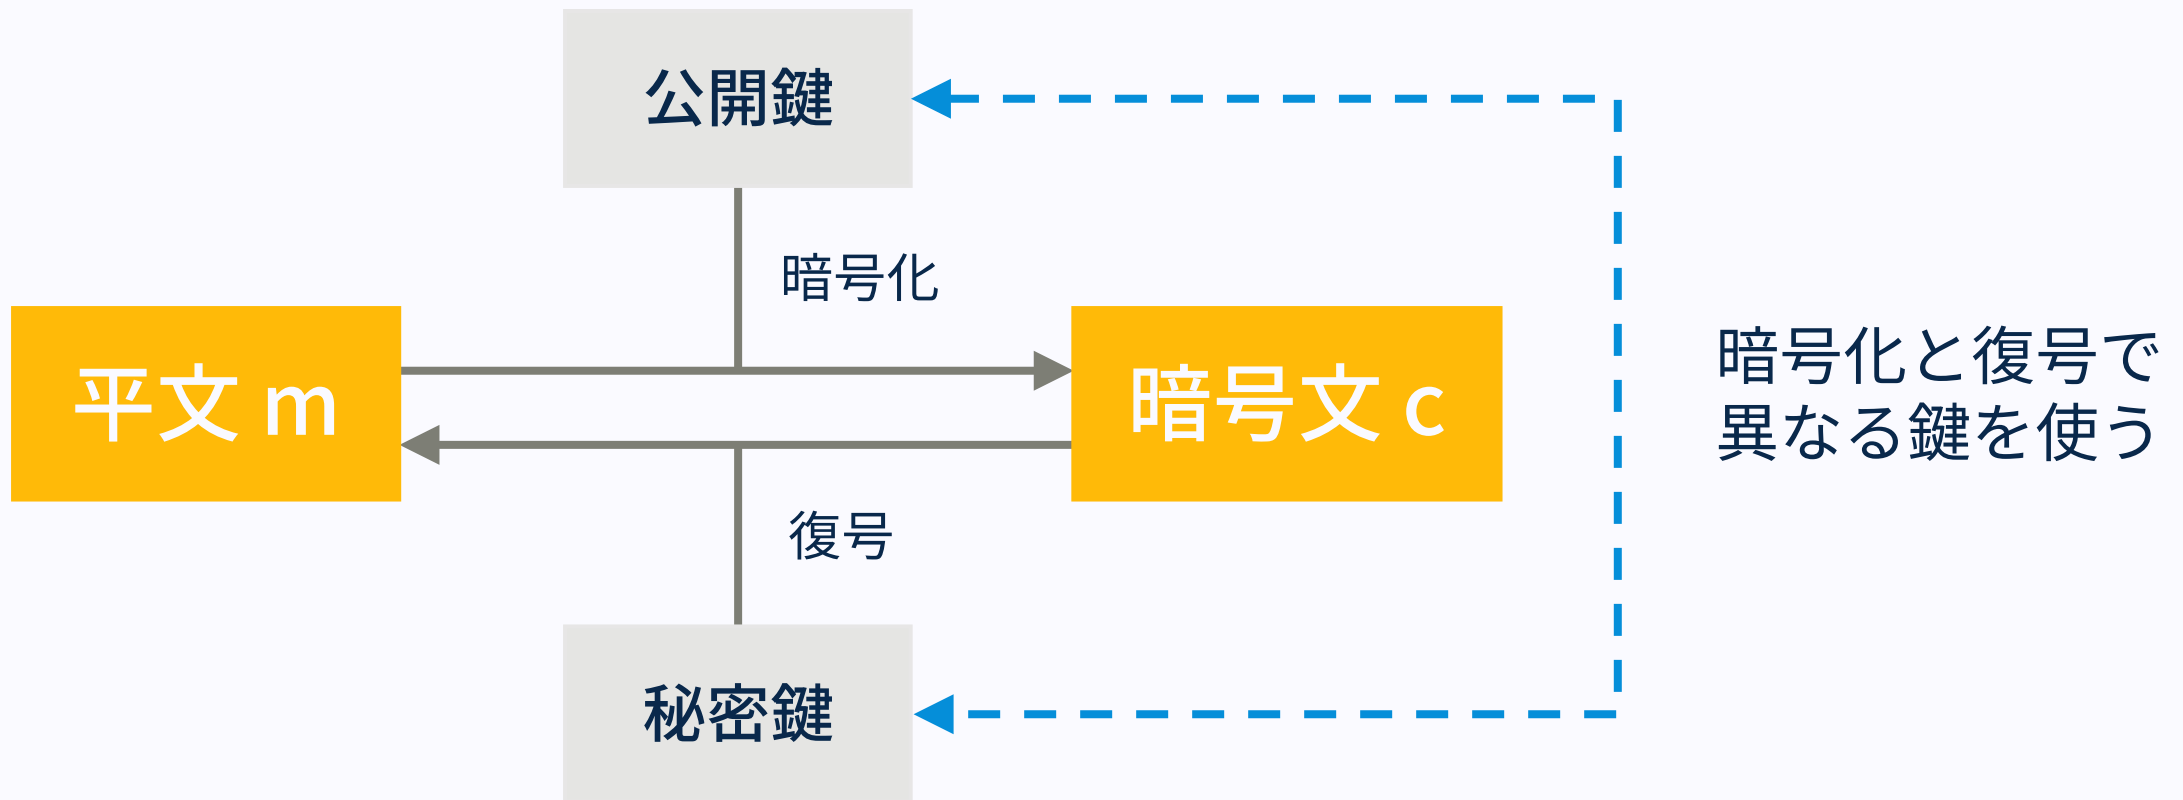 公開鍵
暗号化
平文 m
暗号文 c
暗号化と復号で
異なる鍵を使う
復号
秘密鍵